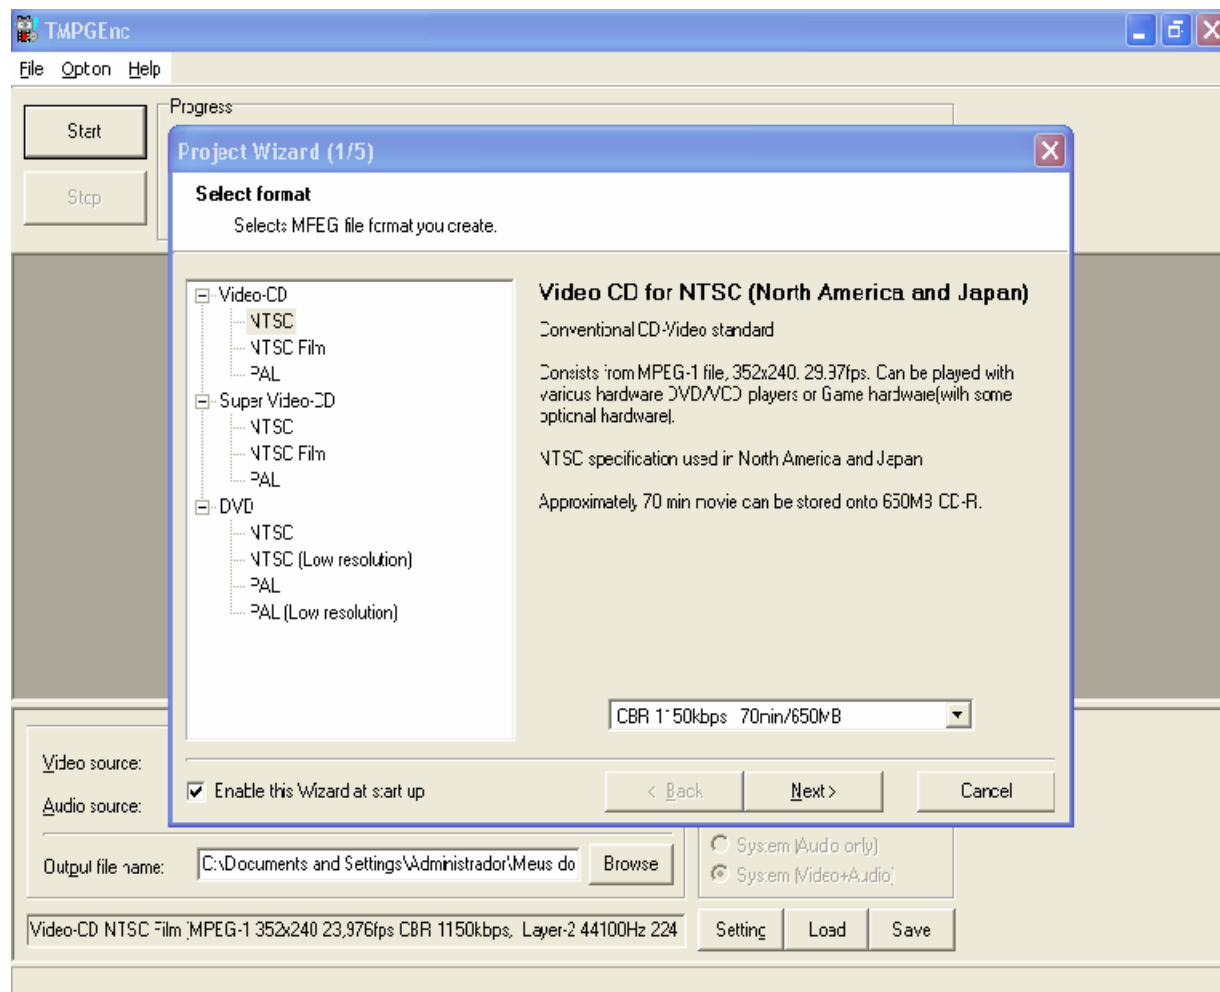 TMPGEnc
File Option Help
Progress
Start
Stop
Project Wizard (1/5)
Select format
Selects MPEG file format you create.
Video-CD
NTSC
NTSC Film
PAL
Super Video-CD
NTSC
NTSC Film
PAL
DVD
NTSC
NTSC (Low resolution)
PAL
PAL (Low resolution)
Video CD for NTSC (North America and Japan)
Conventional CD-Video standard
Consists from MPEG-1 file, 352x240, 29.97fps. Can be played with
various hardware DVD/VCD players or Game hardware(with some
optional hardware).
NTSC specification used in North America and Japan
Approximately 70 min movie can be stored onto 650MB CD-R.
CBR 1150kbps 70min/650MB
Enable this Wizard at start up
< Back
Next >
Cancel
Video source:
Audio source:
Output file name:
C:\Documents and Settings\Administrador\Meus do
Browse
System (Audio only)
System (Video+Audio)
Video-CD NTSC Film [MPEG-1 352x240 23,976fps CBR 1150kbps, Layer-2 44100Hz 224
Setting
Load
Save